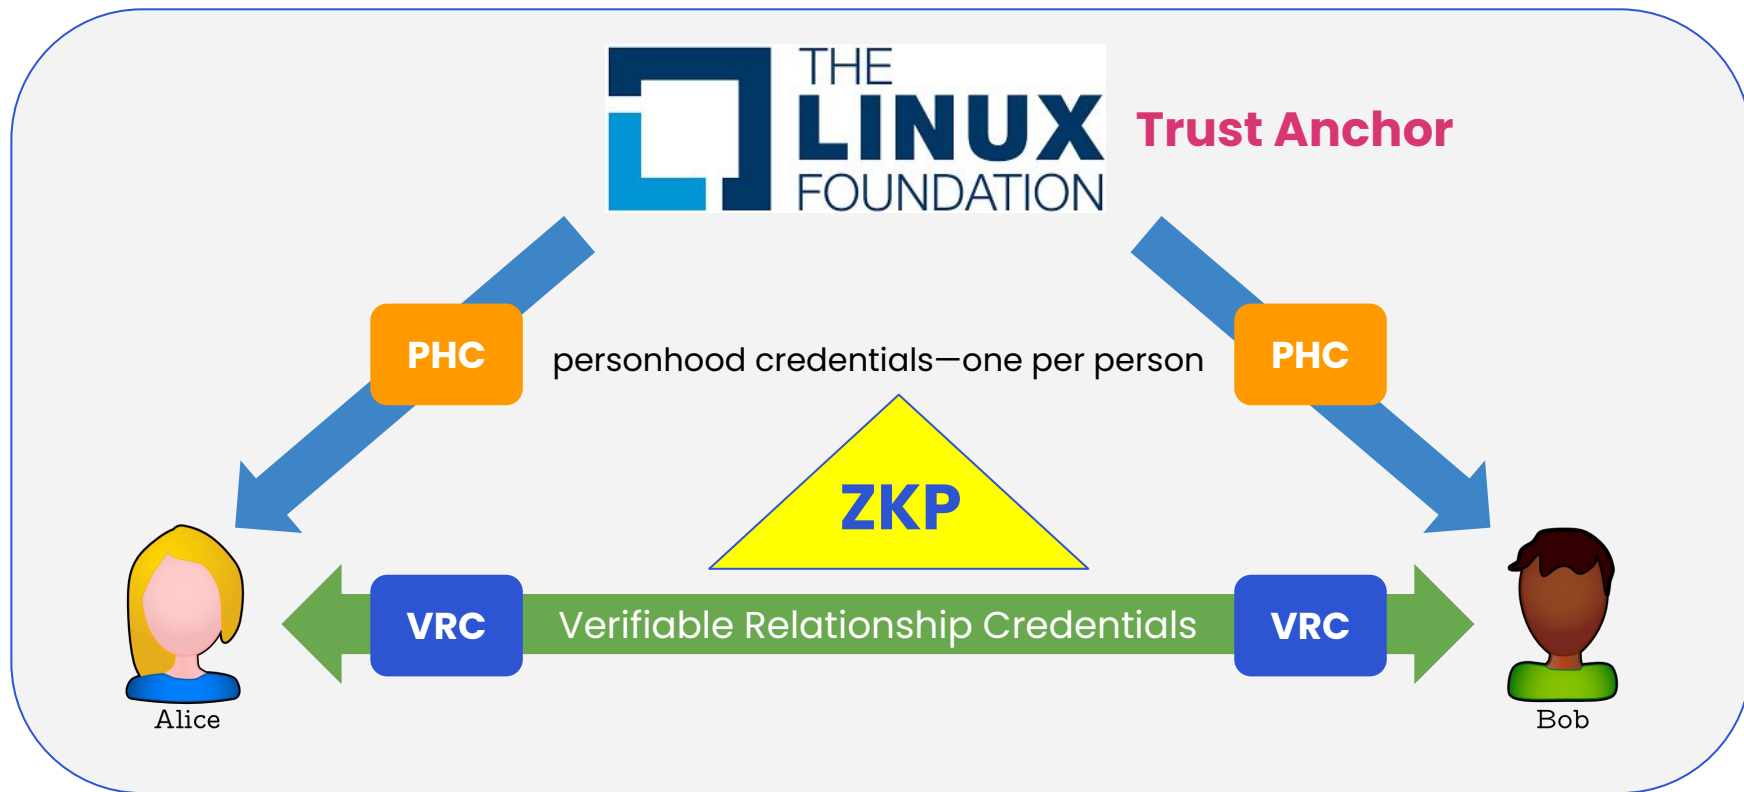 THE
LINUX
FOUNDATION
Trust Anchor
PHC
personhood credentials—one per person
PHC
ZKP
VRC
Verifiable Relationship Credentials
VRC
Alice
Bob